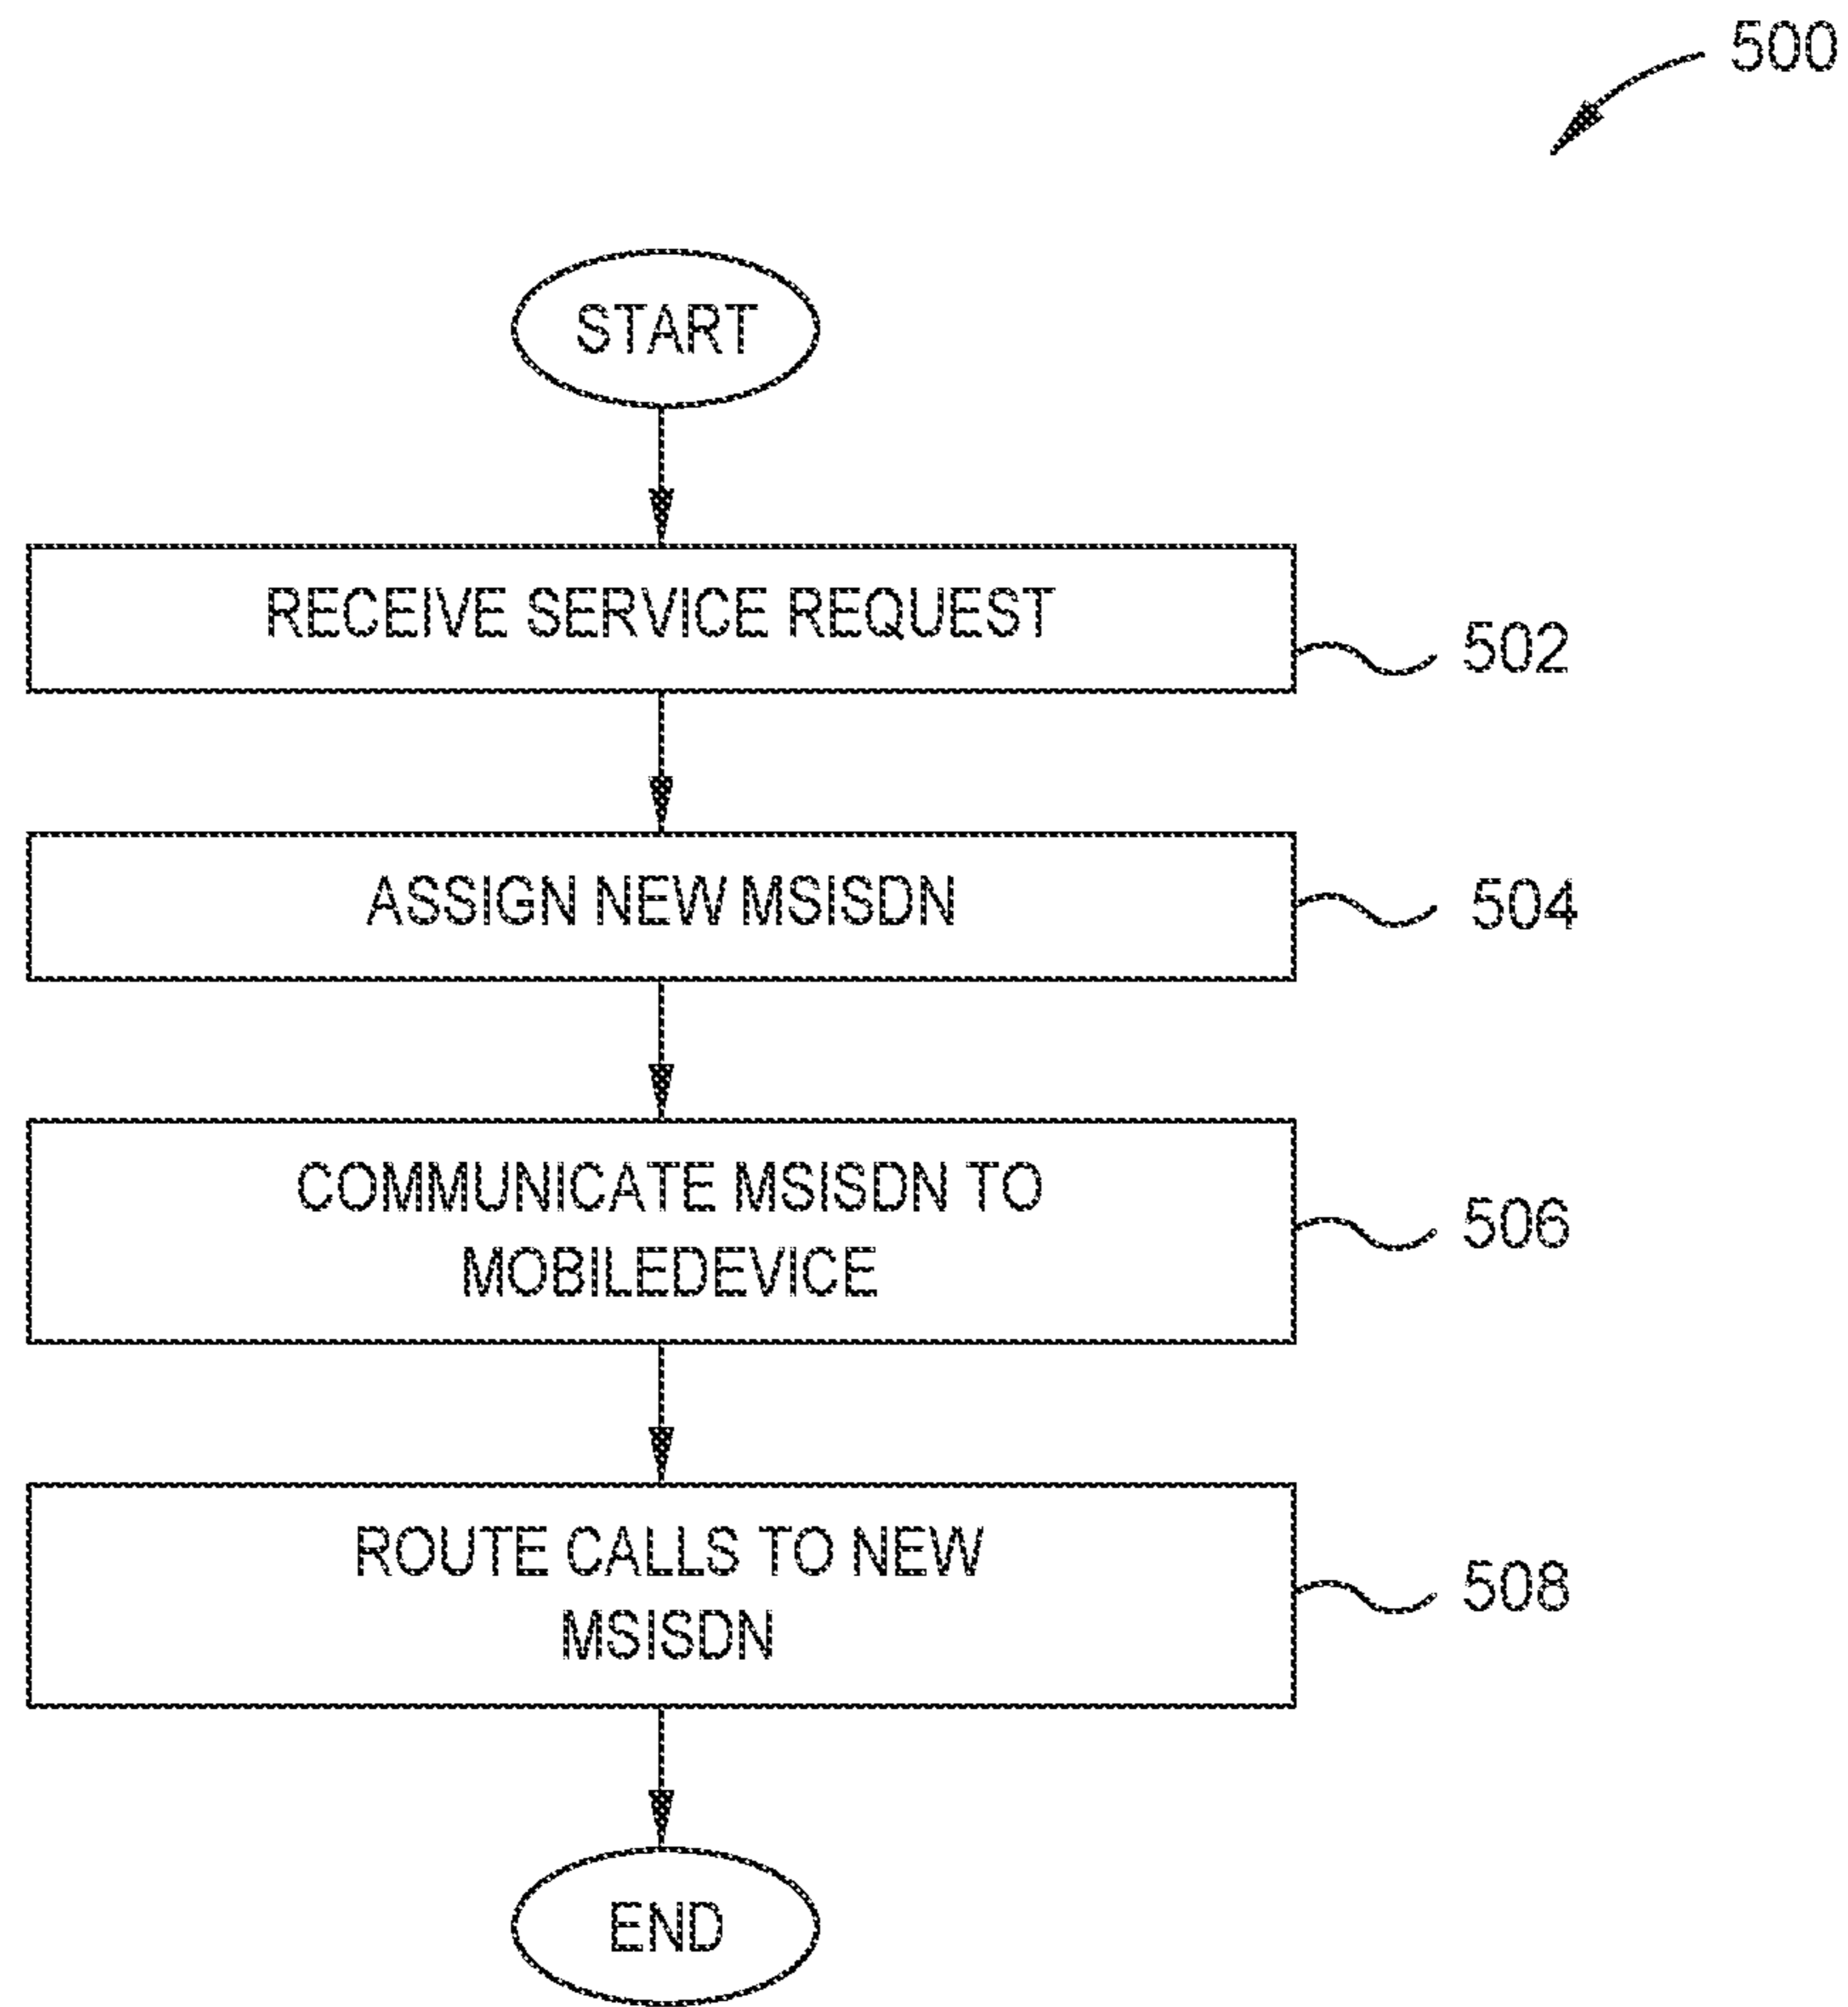 500
START
RECEIVE SERVICE REQUEST
502
ASSIGN NEW MSISDN
504
COMMUNICATE MSISDN TO
MOBILEDEVICE
506
ROUTE CALLS TO NEW
MSISDN
508
END